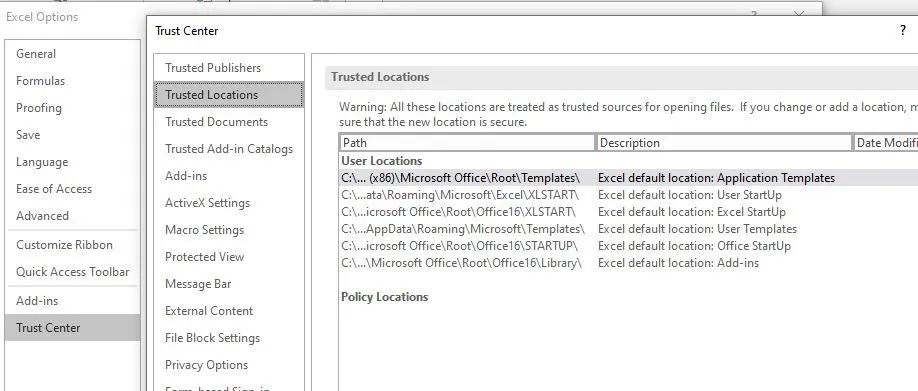 Excel Options
? ×
General
Formulas
Proofing
Save
Language
Ease of Access
Advanced
Customize Ribbon
Quick Access Toolbar
Add-ins
Trust Center
Trust Center
?
Trusted Publishers
Trusted Locations
Trusted Documents
Trusted Add-in Catalogs
Add-ins
ActiveX Settings
Macro Settings
Protected View
Message Bar
External Content
File Block Settings
Privacy Options
Form-based Sign-in
Trusted Locations
Warning: All these locations are treated as trusted sources for opening files. If you change or add a location, m
sure that the new location is secure.
Path Description Date Modifi
User Locations
C:\... (x86)\Microsoft Office\Root\Templates\ Excel default location: Application Templates
C:\...ata\Roaming\Microsoft\Excel\XLSTART\ Excel default location: User StartUp
C:\...icrosoft Office\Root\Office16\XLSTART\ Excel default location: Excel StartUp
C:\...AppData\Roaming\Microsoft\Templates\ Excel default location: User Templates
C:\...icrosoft Office\Root\Office16\STARTUP\ Excel default location: Office StartUp
C:\...\Microsoft Office\Root\Office16\Library\ Excel default location: Add-ins
Policy Locations